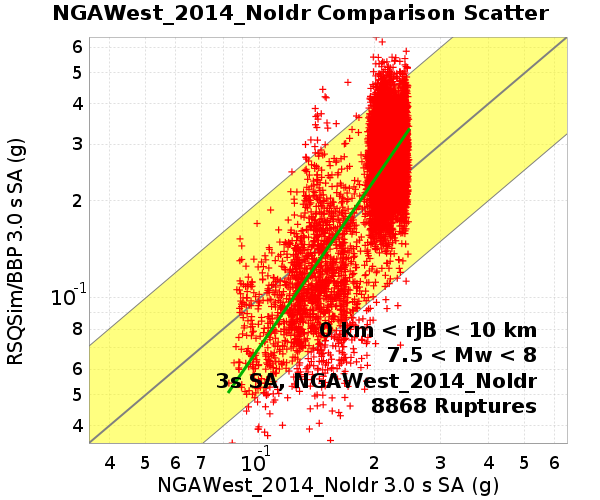 NGAWest_2014_NoIdr Comparison Scatter
RSQSim/BBP 3.0 s SA (g)
6
5
4
3
2
10-1
8
6
5
4
0 km < rJB < 10 km
7.5 < Mw < 8
3s SA, NGAWest_2014_NoIdr
8868 Ruptures
4 5 6 7 10-1 2 3 4 5 6
NGAWest_2014_NoIdr 3.0 s SA (g)